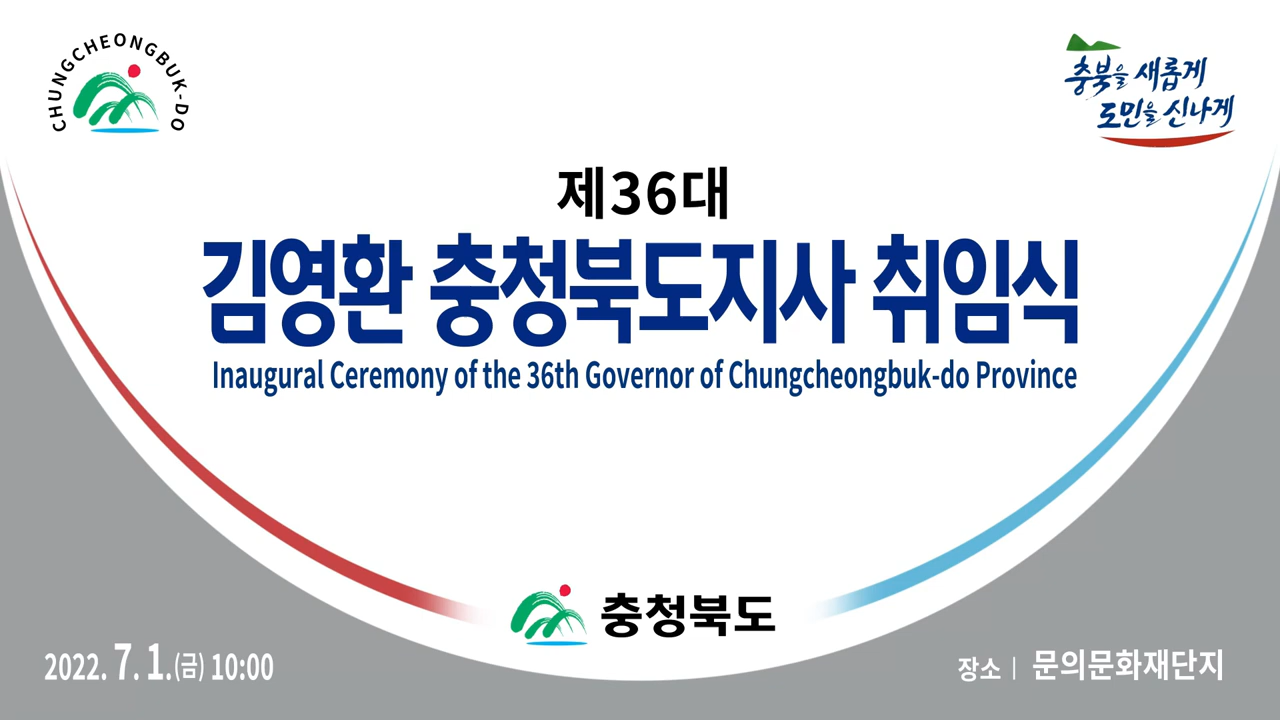 CHUNGCHEONGBUK-DO
충북을 새롭게
도민을 신나게
제36대
김영환 충청북도지사 취임식
Inaugural Ceremony of the 36th Governor of Chungcheongbuk-do Province
충청북도
2022. 7. 1.(금) 10:00
장소 | 문의문화재단지